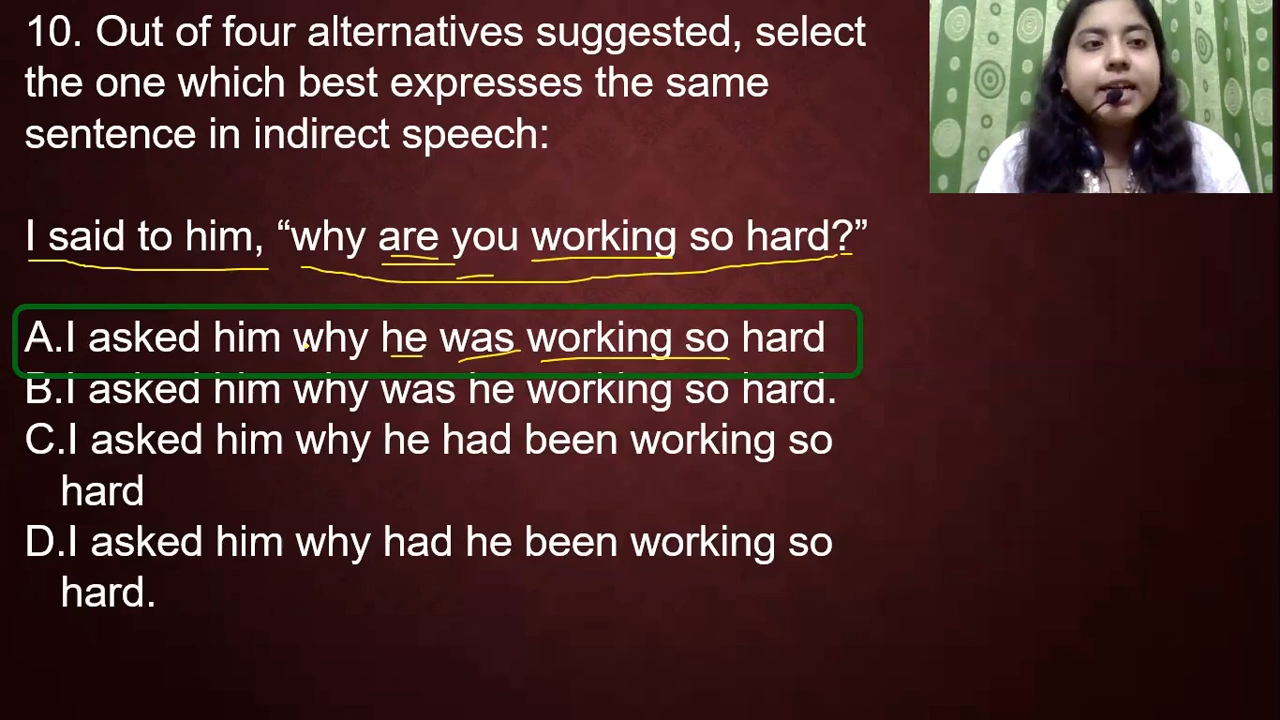 10. Out of four alternatives suggested, select
the one which best expresses the same
sentence in indirect speech:
I said to him, “why are you working so hard?”
A.I asked him why he was working so hard
B.I asked him why was he working so hard.
C.I asked him why he had been working so
hard
D.I asked him why had he been working so
hard.